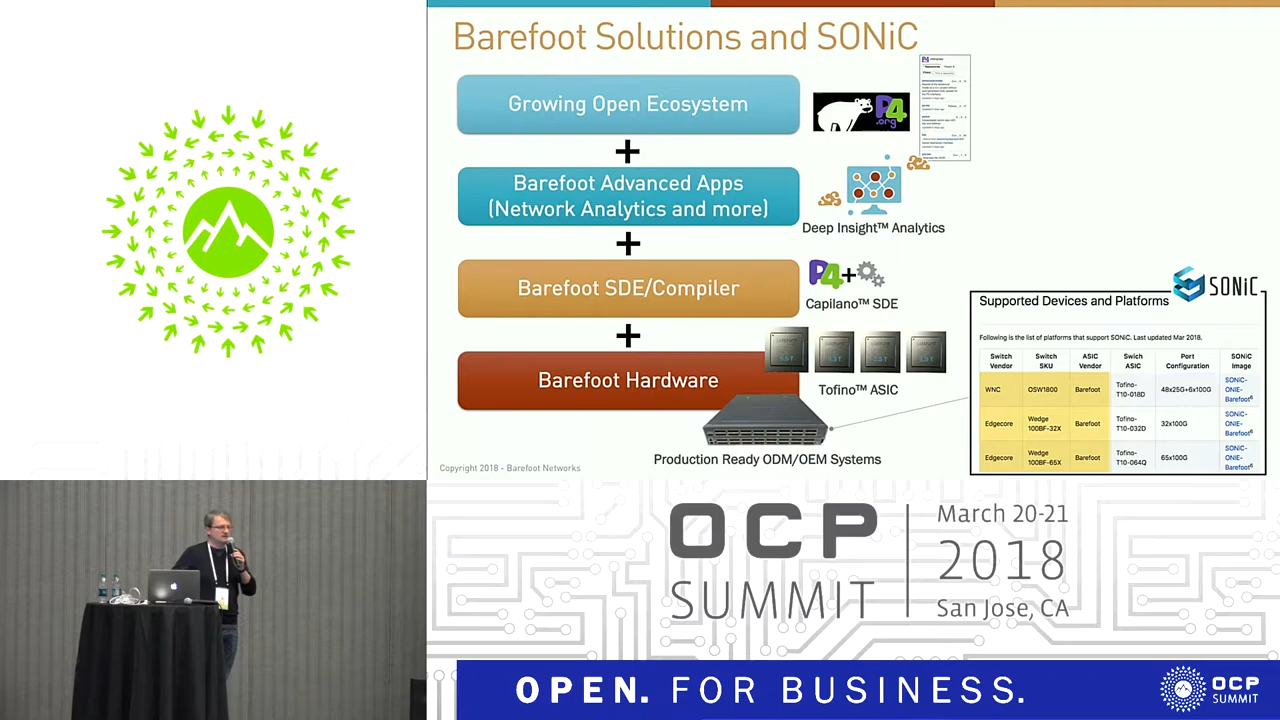 Barefoot Solutions and SONiC
Growing Open Ecosystem
P4
.org
+
Barefoot Advanced Apps
(Network Analytics and more)
Deep Insight™ Analytics
+
Barefoot SDE/Compiler
P4+
Capilano™ SDE
+
Barefoot Hardware
Tofino™ ASIC
Production Ready ODM/OEM Systems
SONiC
Supported Devices and Platforms
Following is the list of platforms that support SONiC. Last updated Mar 2018.
Switch Vendor Switch SKU ASIC Vendor Swich ASIC Port Configuration SONiC Image
WNC OSW1800 Barefoot Tofino-T10-018D 48x25G+6x100G SONiC-ONIE-Barefoot6
Edgecore Wedge 100BF-32X Barefoot Tofino-T10-032D 32x100G SONiC-ONIE-Barefoot6
Edgecore Wedge 100BF-65X Barefoot Tofino-T10-064Q 65x100G SONiC-ONIE-Barefoot6
Copyright 2018 - Barefoot Networks
OCP
SUMMIT
March 20-21
2018
San Jose, CA
OPEN. FOR BUSINESS.
OCP
SUMMIT